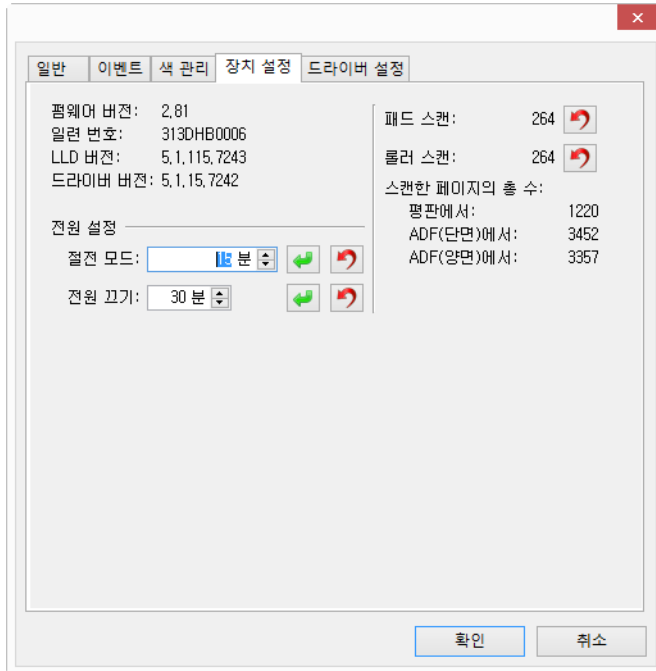 일반 이벤트 색 관리 장치 설정 드라이버 설정
펌웨어 버전: 2,81
일련 번호: 313DHB0006
LLD 버전: 5,1,115,7243
드라이버 버전: 5,1,15,7242
전원 설정
절전 모드: 15 분
전원 끄기: 30 분
패드 스캔: 264
롤러 스캔: 264
스캔한 페이지의 총 수:
평판에서: 1220
ADF(단면)에서: 3452
ADF(양면)에서: 3357
확인 취소